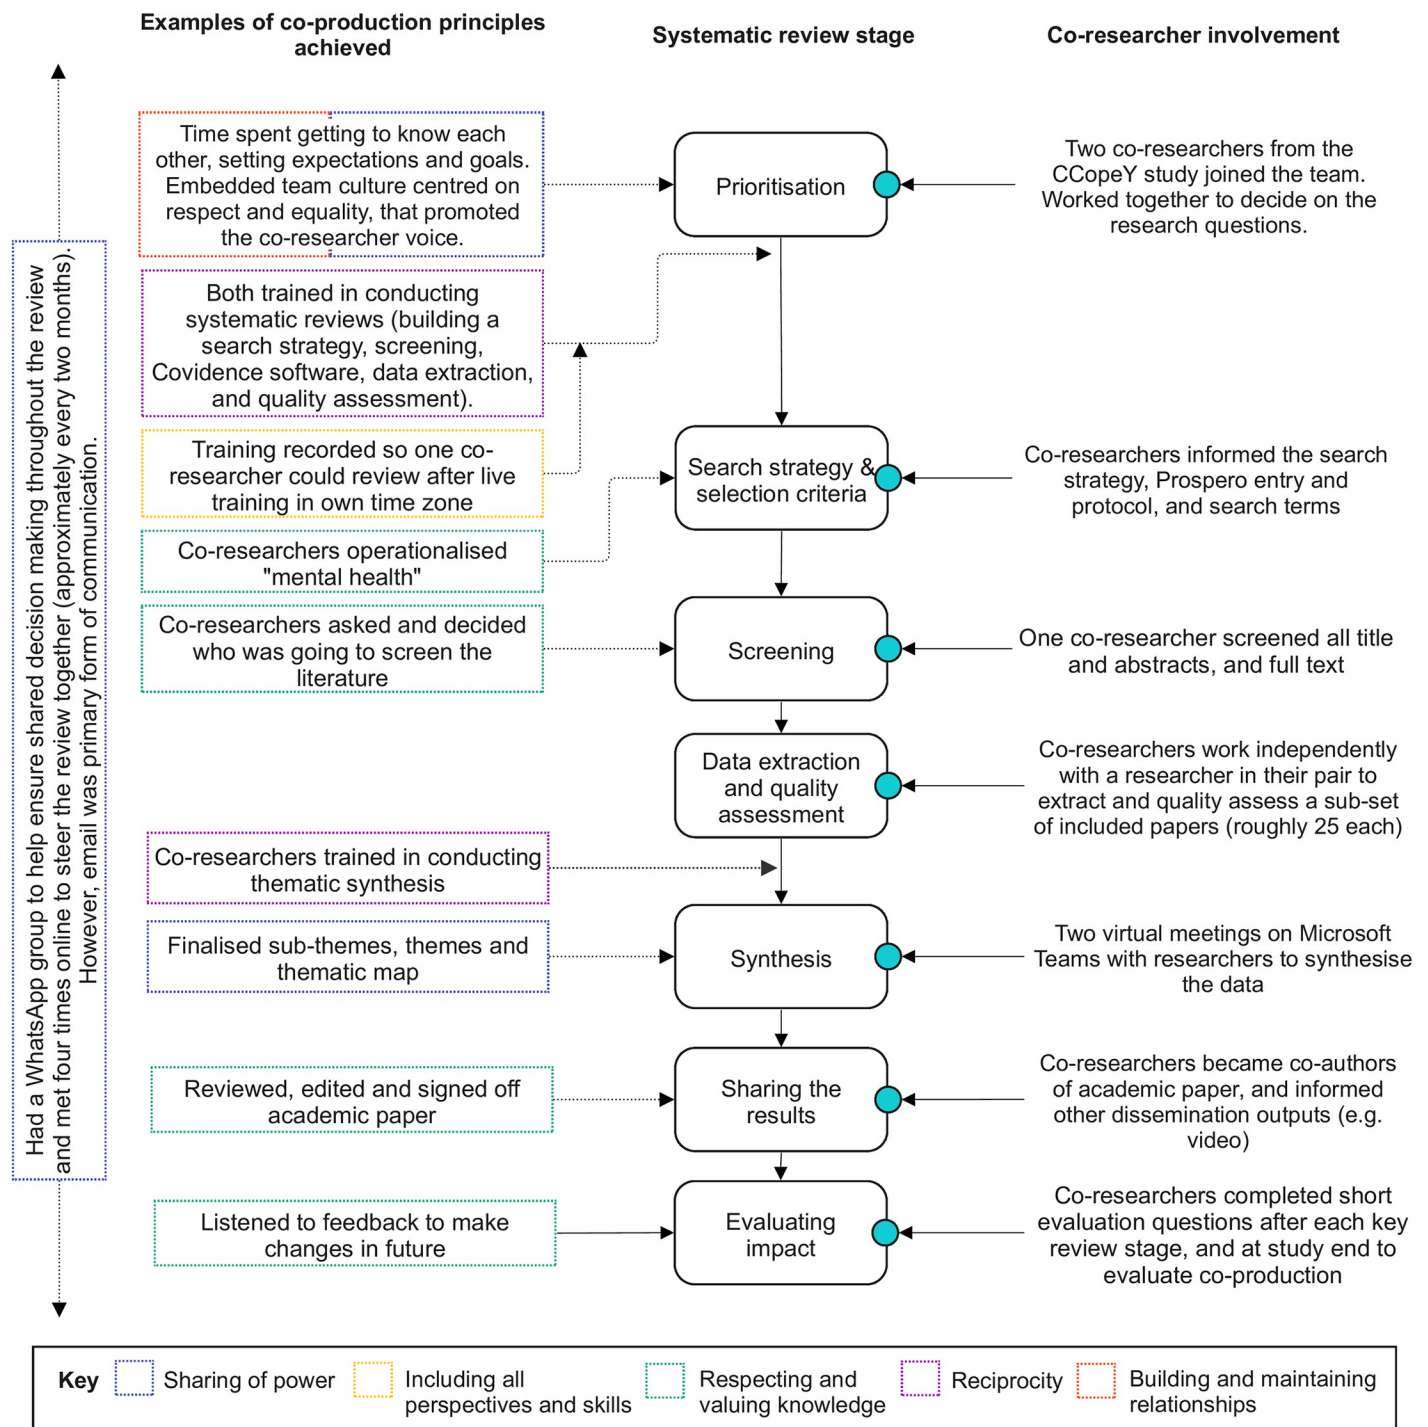 Examples of co-production principles
achieved
Systematic review stage
Co-researcher involvement
Had a WhatsApp group to help ensure shared decision making throughout the review
and met four times online to steer the review together (approximately every two months).
However, email was primary form of communication.
Time spent getting to know each
other, setting expectations and goals.
Embedded team culture centred on
respect and equality, that promoted
the co-researcher voice.
Prioritisation
Two co-researchers from the
CCopeY study joined the team.
Worked together to decide on the
research questions.
Both trained in conducting
systematic reviews (building a
search strategy, screening,
Covidence software, data extraction,
and quality assessment).
Training recorded so one co-
researcher could review after live
training in own time zone
Co-researchers operationalised
"mental health"
Search strategy &
selection criteria
Co-researchers informed the search
strategy, Prospero entry and
protocol, and search terms
Co-researchers asked and decided
who was going to screen the
literature
Screening
One co-researcher screened all title
and abstracts, and full text
Data extraction
and quality
assessment
Co-researchers work independently
with a researcher in their pair to
extract and quality assess a sub-set
of included papers (roughly 25 each)
Co-researchers trained in conducting
thematic synthesis
Finalised sub-themes, themes and
thematic map
Synthesis
Two virtual meetings on Microsoft
Teams with researchers to synthesise
the data
Reviewed, edited and signed off
academic paper
Sharing the
results
Co-researchers became co-authors
of academic paper, and informed
other dissemination outputs (e.g.
video)
Listened to feedback to make
changes in future
Evaluating
impact
Co-researchers completed short
evaluation questions after each key
review stage, and at study end to
evaluate co-production
Key
Sharing of power
Including all
perspectives and skills
Respecting and
valuing knowledge
Reciprocity
Building and maintaining
relationships